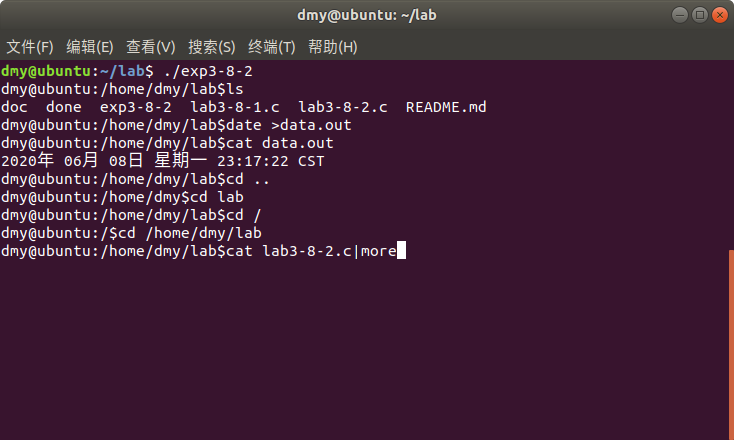 dmy@ubuntu: ~/lab
文件(F) 编辑(E) 查看(V) 搜索(S) 终端(T) 帮助(H)
dmy@ubuntu:~/lab$ ./exp3-8-2
dmy@ubuntu:/home/dmy/lab$ls
doc  done  exp3-8-2  lab3-8-1.c  lab3-8-2.c  README.md
dmy@ubuntu:/home/dmy/lab$date >data.out
dmy@ubuntu:/home/dmy/lab$cat data.out
2020年 06月 08日 星期一 23:17:22 CST
dmy@ubuntu:/home/dmy/lab$cd ..
dmy@ubuntu:/home/dmy$cd lab
dmy@ubuntu:/home/dmy/lab$cd /
dmy@ubuntu:/$cd /home/dmy/lab
dmy@ubuntu:/home/dmy/lab$cat lab3-8-2.c|more